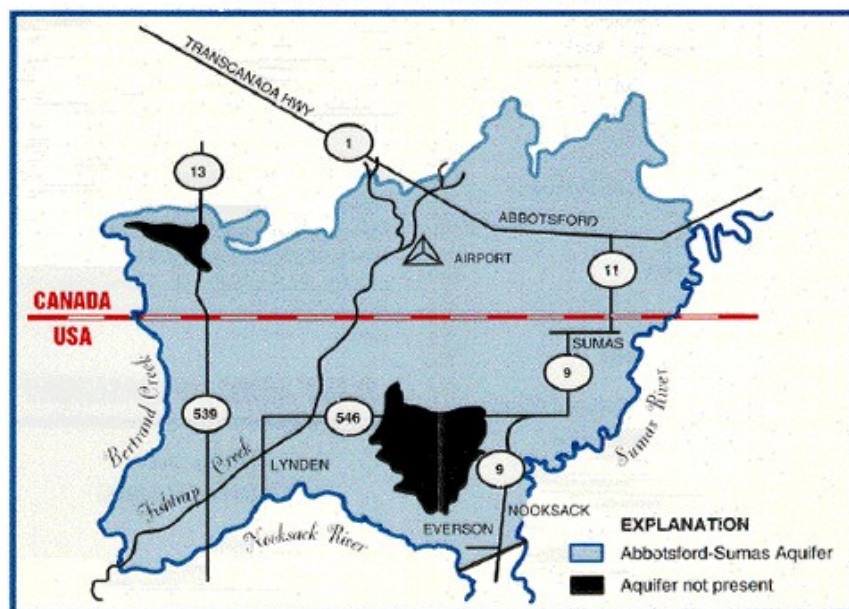 TRANSCANADA HWY
1
13
ABBOTSFORD
AIRPORT
11
CANADA
USA
SUMAS
9
Bertrand Creek
539
546
Sumas River
Fishtrap Creek
LYNDEN
9
Nooksack River
EVERSON
NOOKSACK
EXPLANATION
Abbotsford-Sumas Aquifer
Aquifer not present